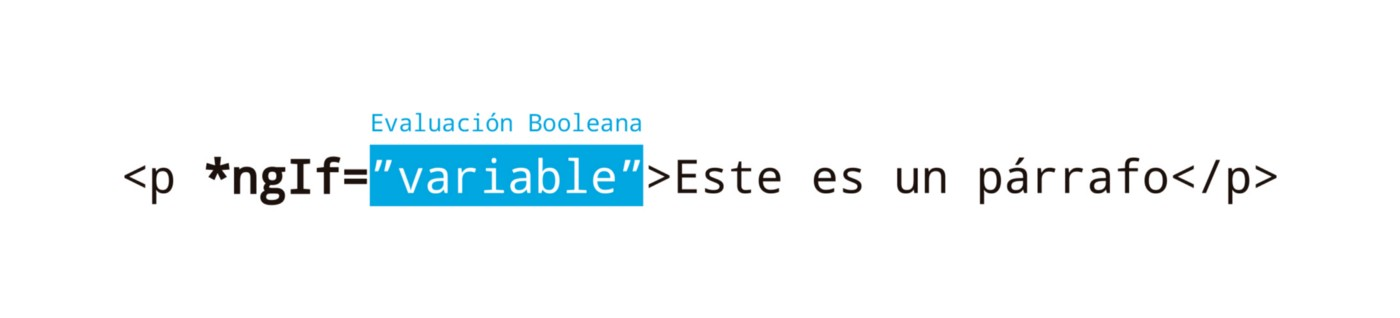 Evaluación Booleana
<p *ngIf=”variable”>Este es un párrafo</p>